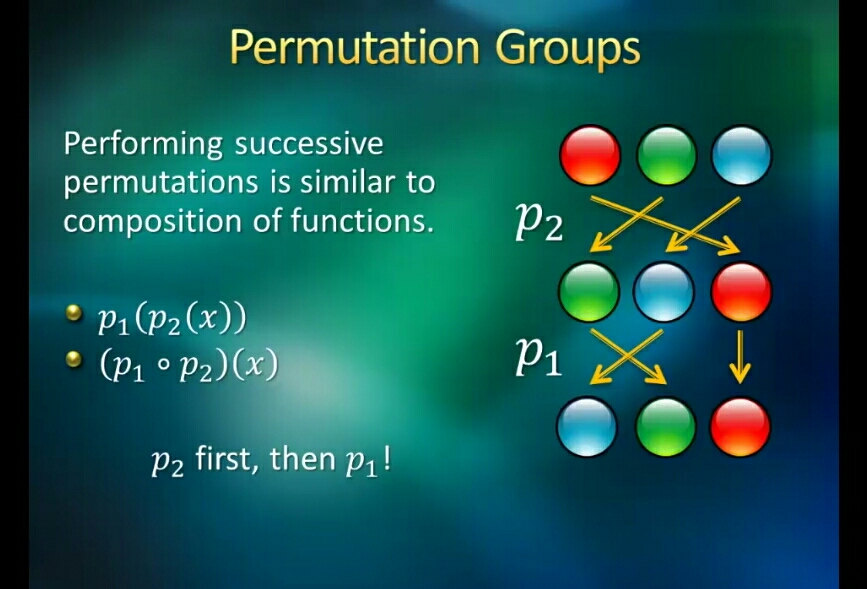 Permutation Groups
Performing successive
permutations is similar to
composition of functions.
p₂
p₁(p₂(x))
(p₁ ∘ p₂)(x)
p₁
p₂ first, then p₁!